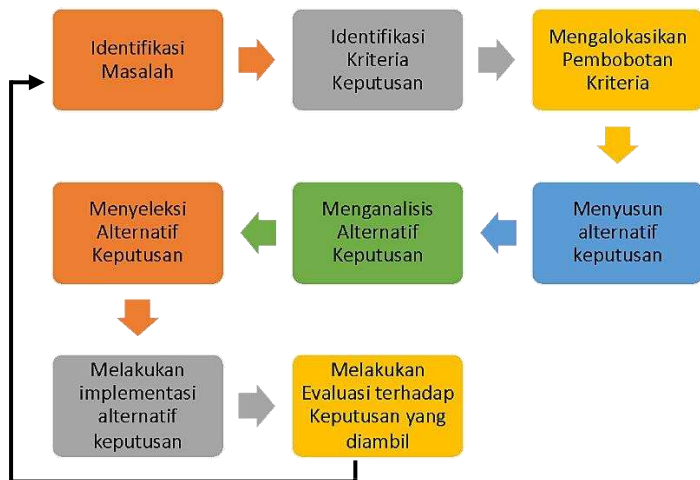 Identifikasi
Masalah
Identifikasi
Kriteria
Keputusan
Mengalokasikan
Pembobotan
Kriteria
Menyusun
alternatif
keputusan
Menganalisis
Alternatif
Keputusan
Menyeleksi
Alternatif
Keputusan
Melakukan
implementasi
alternatif
keputusan
Melakukan
Evaluasi terhadap
Keputusan yang
diambil